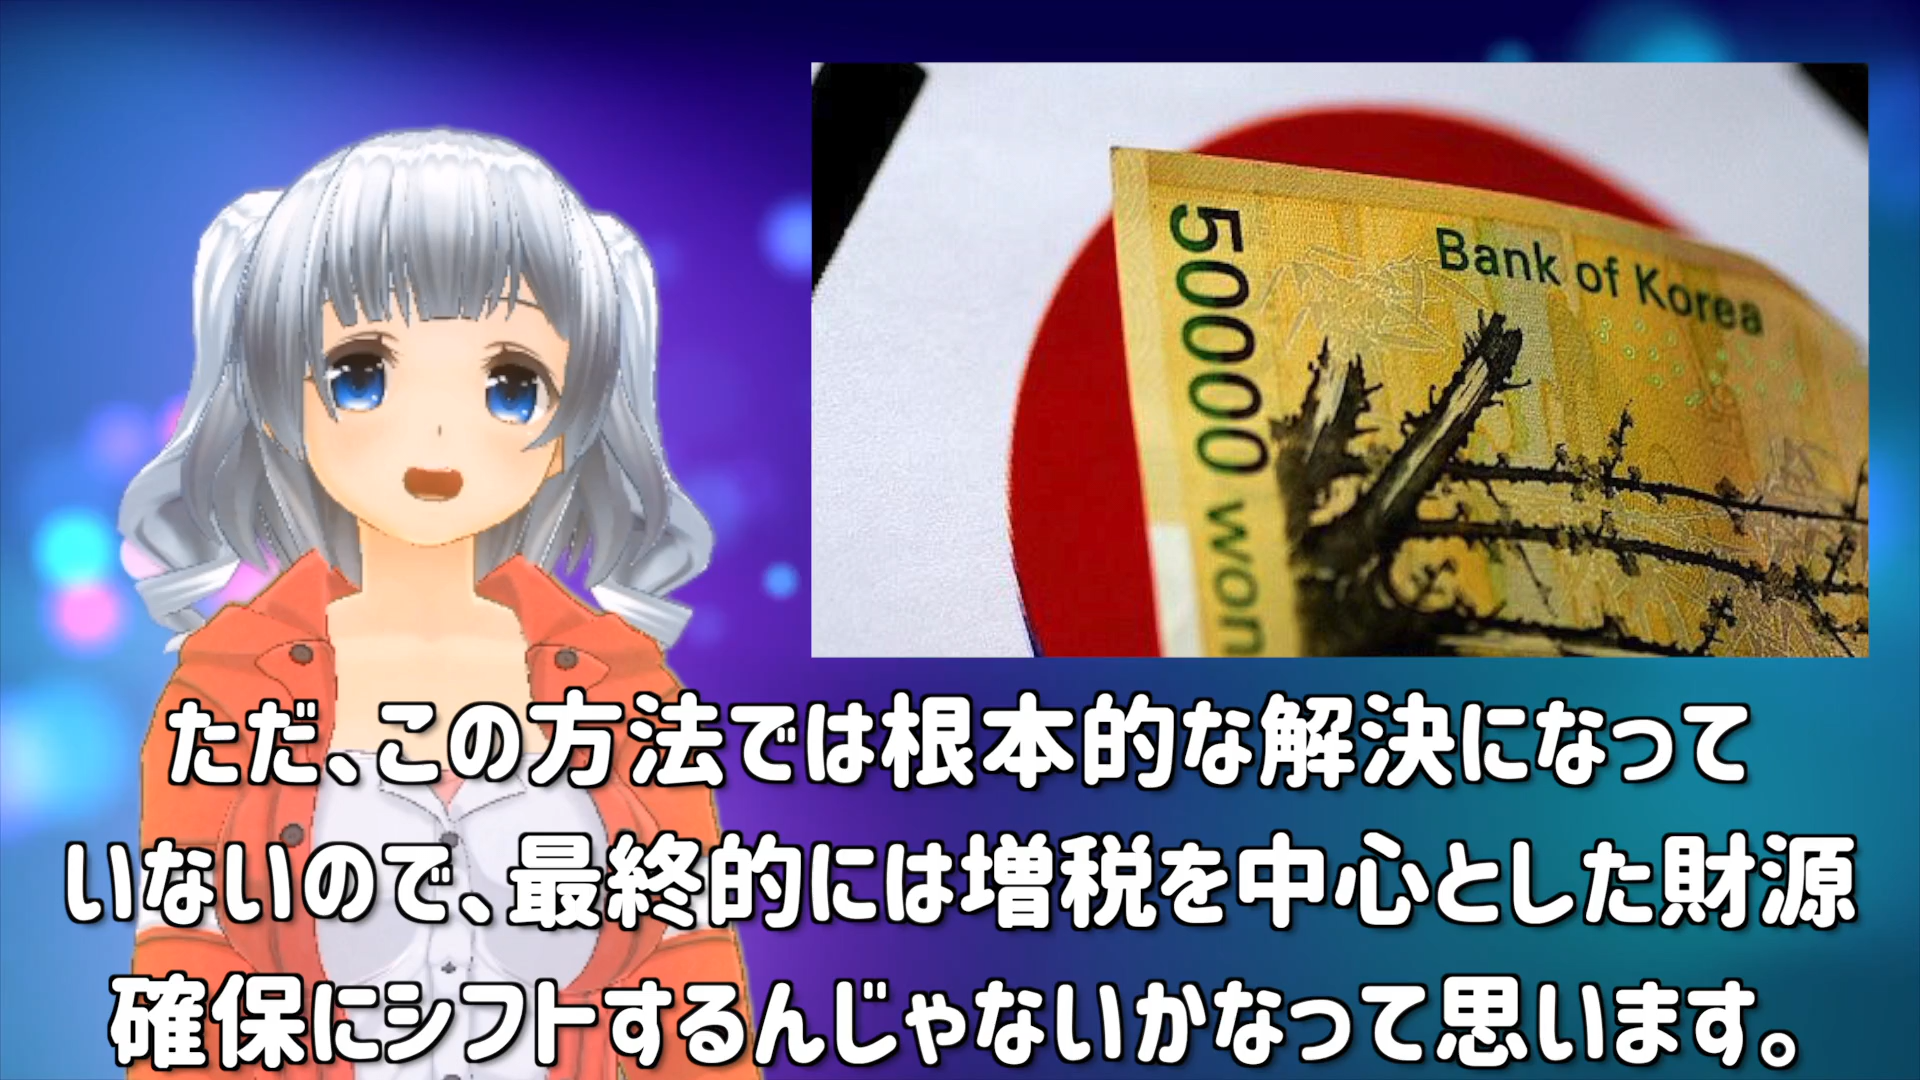 Bank of Korea
50000 won
ただ、この方法では根本的な解決になって
いないので、最終的には増税を中心とした財源
確保にシフトするんじゃないかなって思います。